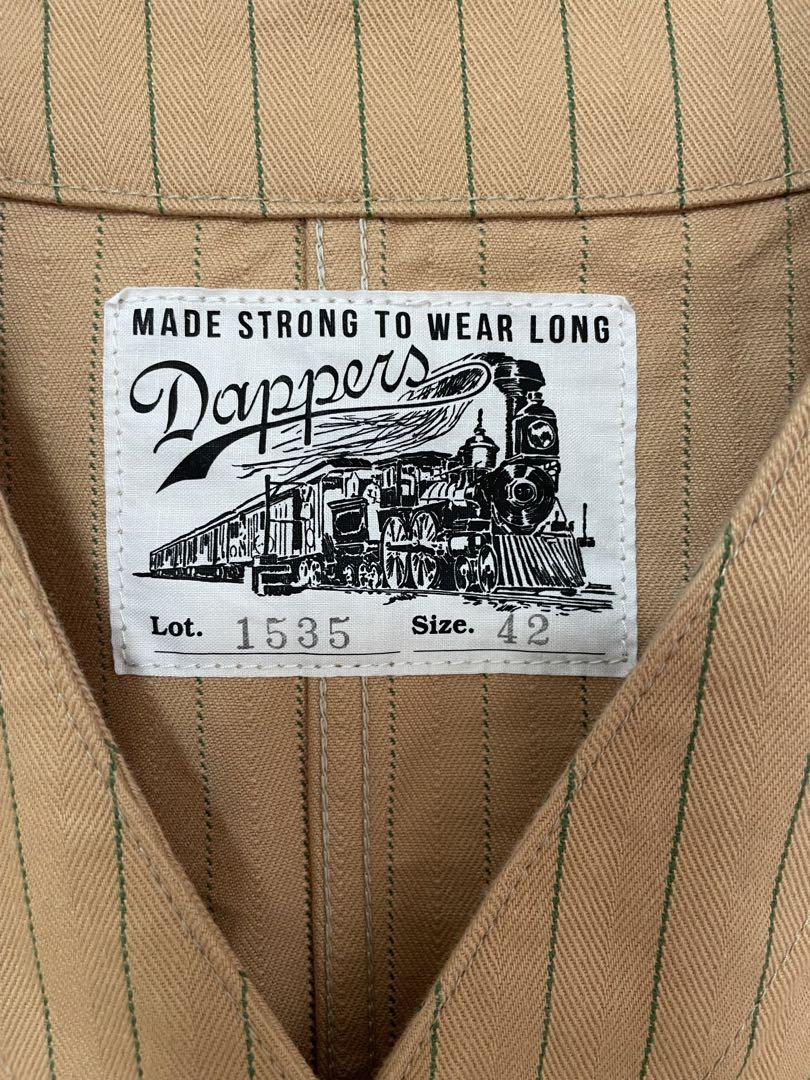 MADE STRONG TO WEAR LONG
Dappers
Lot. 1535 Size. 42